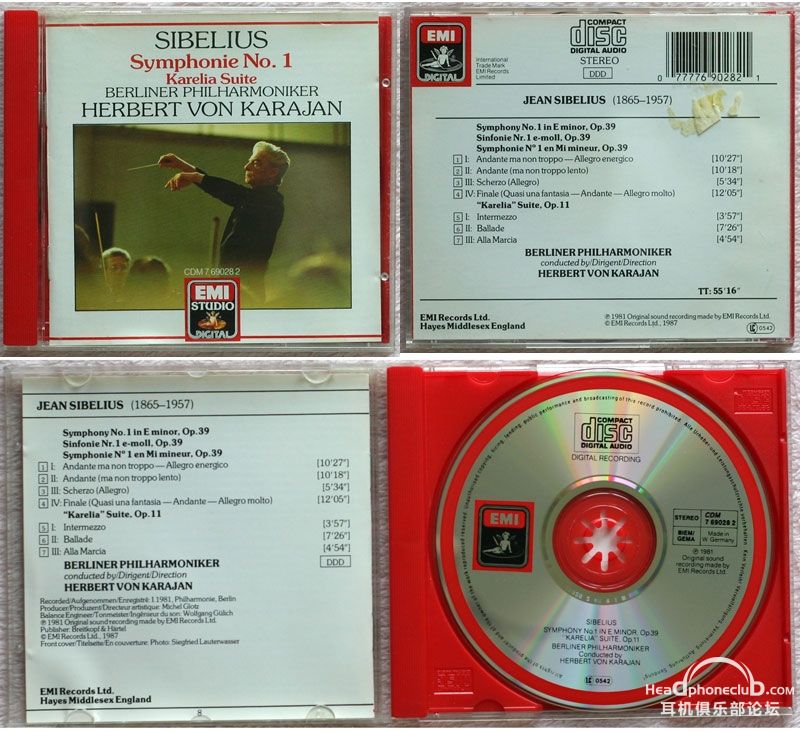 SIBELIUS
Symphonie No. 1
Karelia Suite
BERLINER PHILHARMONIKER
HERBERT VON KARAJAN
CDM 7 69028 2
EMI
STUDIO
DIGITAL
EMI
DIGITAL
International
Trade Mark
EMI Records
Limited
COMPACT
disc
DIGITAL AUDIO
STEREO
DDD
0 77776 90282 1
JEAN SIBELIUS (1865–1957)
Symphony No. 1 in E minor, Op. 39
Sinfonie Nr. 1 e-moll, Op. 39
Symphonie Nº 1 en Mi mineur, Op. 39
1 I: Andante ma non troppo — Allegro energico [10'27"]
2 II: Andante (ma non troppo lento) [10'18"]
3 III: Scherzo (Allegro) [5'34"]
4 IV: Finale (Quasi una fantasia — Andante — Allegro molto) [12'05"]
"Karelia" Suite, Op. 11
5 I: Intermezzo [3'57"]
6 II: Ballade [7'26"]
7 III: Alla Marcia [4'54"]
BERLINER PHILHARMONIKER
conducted by/Dirigent/Direction
HERBERT VON KARAJAN
TT: 55'16"
EMI Records Ltd.
Hayes Middlesex England
℗ 1981 Original sound recording made by EMI Records Ltd.
© EMI Records Ltd., 1987
LC 0542
JEAN SIBELIUS (1865–1957)
Symphony No. 1 in E minor, Op. 39
Sinfonie Nr. 1 e-moll, Op. 39
Symphonie Nº 1 en Mi mineur, Op. 39
1 I: Andante ma non troppo — Allegro energico [10'27"]
2 II: Andante (ma non troppo lento) [10'18"]
3 III: Scherzo (Allegro) [5'34"]
4 IV: Finale (Quasi una fantasia — Andante — Allegro molto) [12'05"]
"Karelia" Suite, Op. 11
5 I: Intermezzo [3'57"]
6 II: Ballade [7'26"]
7 III: Alla Marcia [4'54"]
BERLINER PHILHARMONIKER DDD
conducted by/Dirigent/Direction
HERBERT VON KARAJAN
Recorded/Aufgenommen/Enregistré: 1.1981, Philharmonie, Berlin
Producer/Produzent/Directeur artistique: Michel Glotz
Balance Engineer/Tonmeister/Ingénieur du son: Wolfgang Gülich
℗ 1981 Original sound recording made by EMI Records Ltd.
Publisher: Breitkopf & Härtel
© EMI Records Ltd., 1987
Front cover/Titelseite/En couverture: Photo: Siegfried Lauterwasser
EMI Records Ltd.
Hayes Middlesex England
8
COMPACT
disc
DIGITAL AUDIO
DIGITAL RECORDING
EMI
STEREO
CDM
7 69028 2
BIEM/
GEMA
Made in
W. Germany
℗ 1981
Original sound
recording made by
EMI Records Ltd.
SIBELIUS
SYMPHONY No.1 IN E MINOR, Op.39
"KARELIA" SUITE, Op.11
BERLINER PHILHARMONIKER
Conducted by
HERBERT VON KARAJAN
LC 0542
HeadphoneClub.com
耳机俱乐部论坛